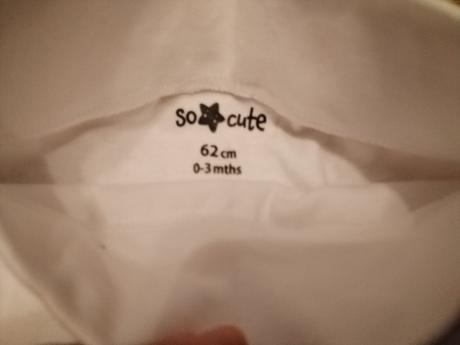 so cute
62 cm
0-3 mths